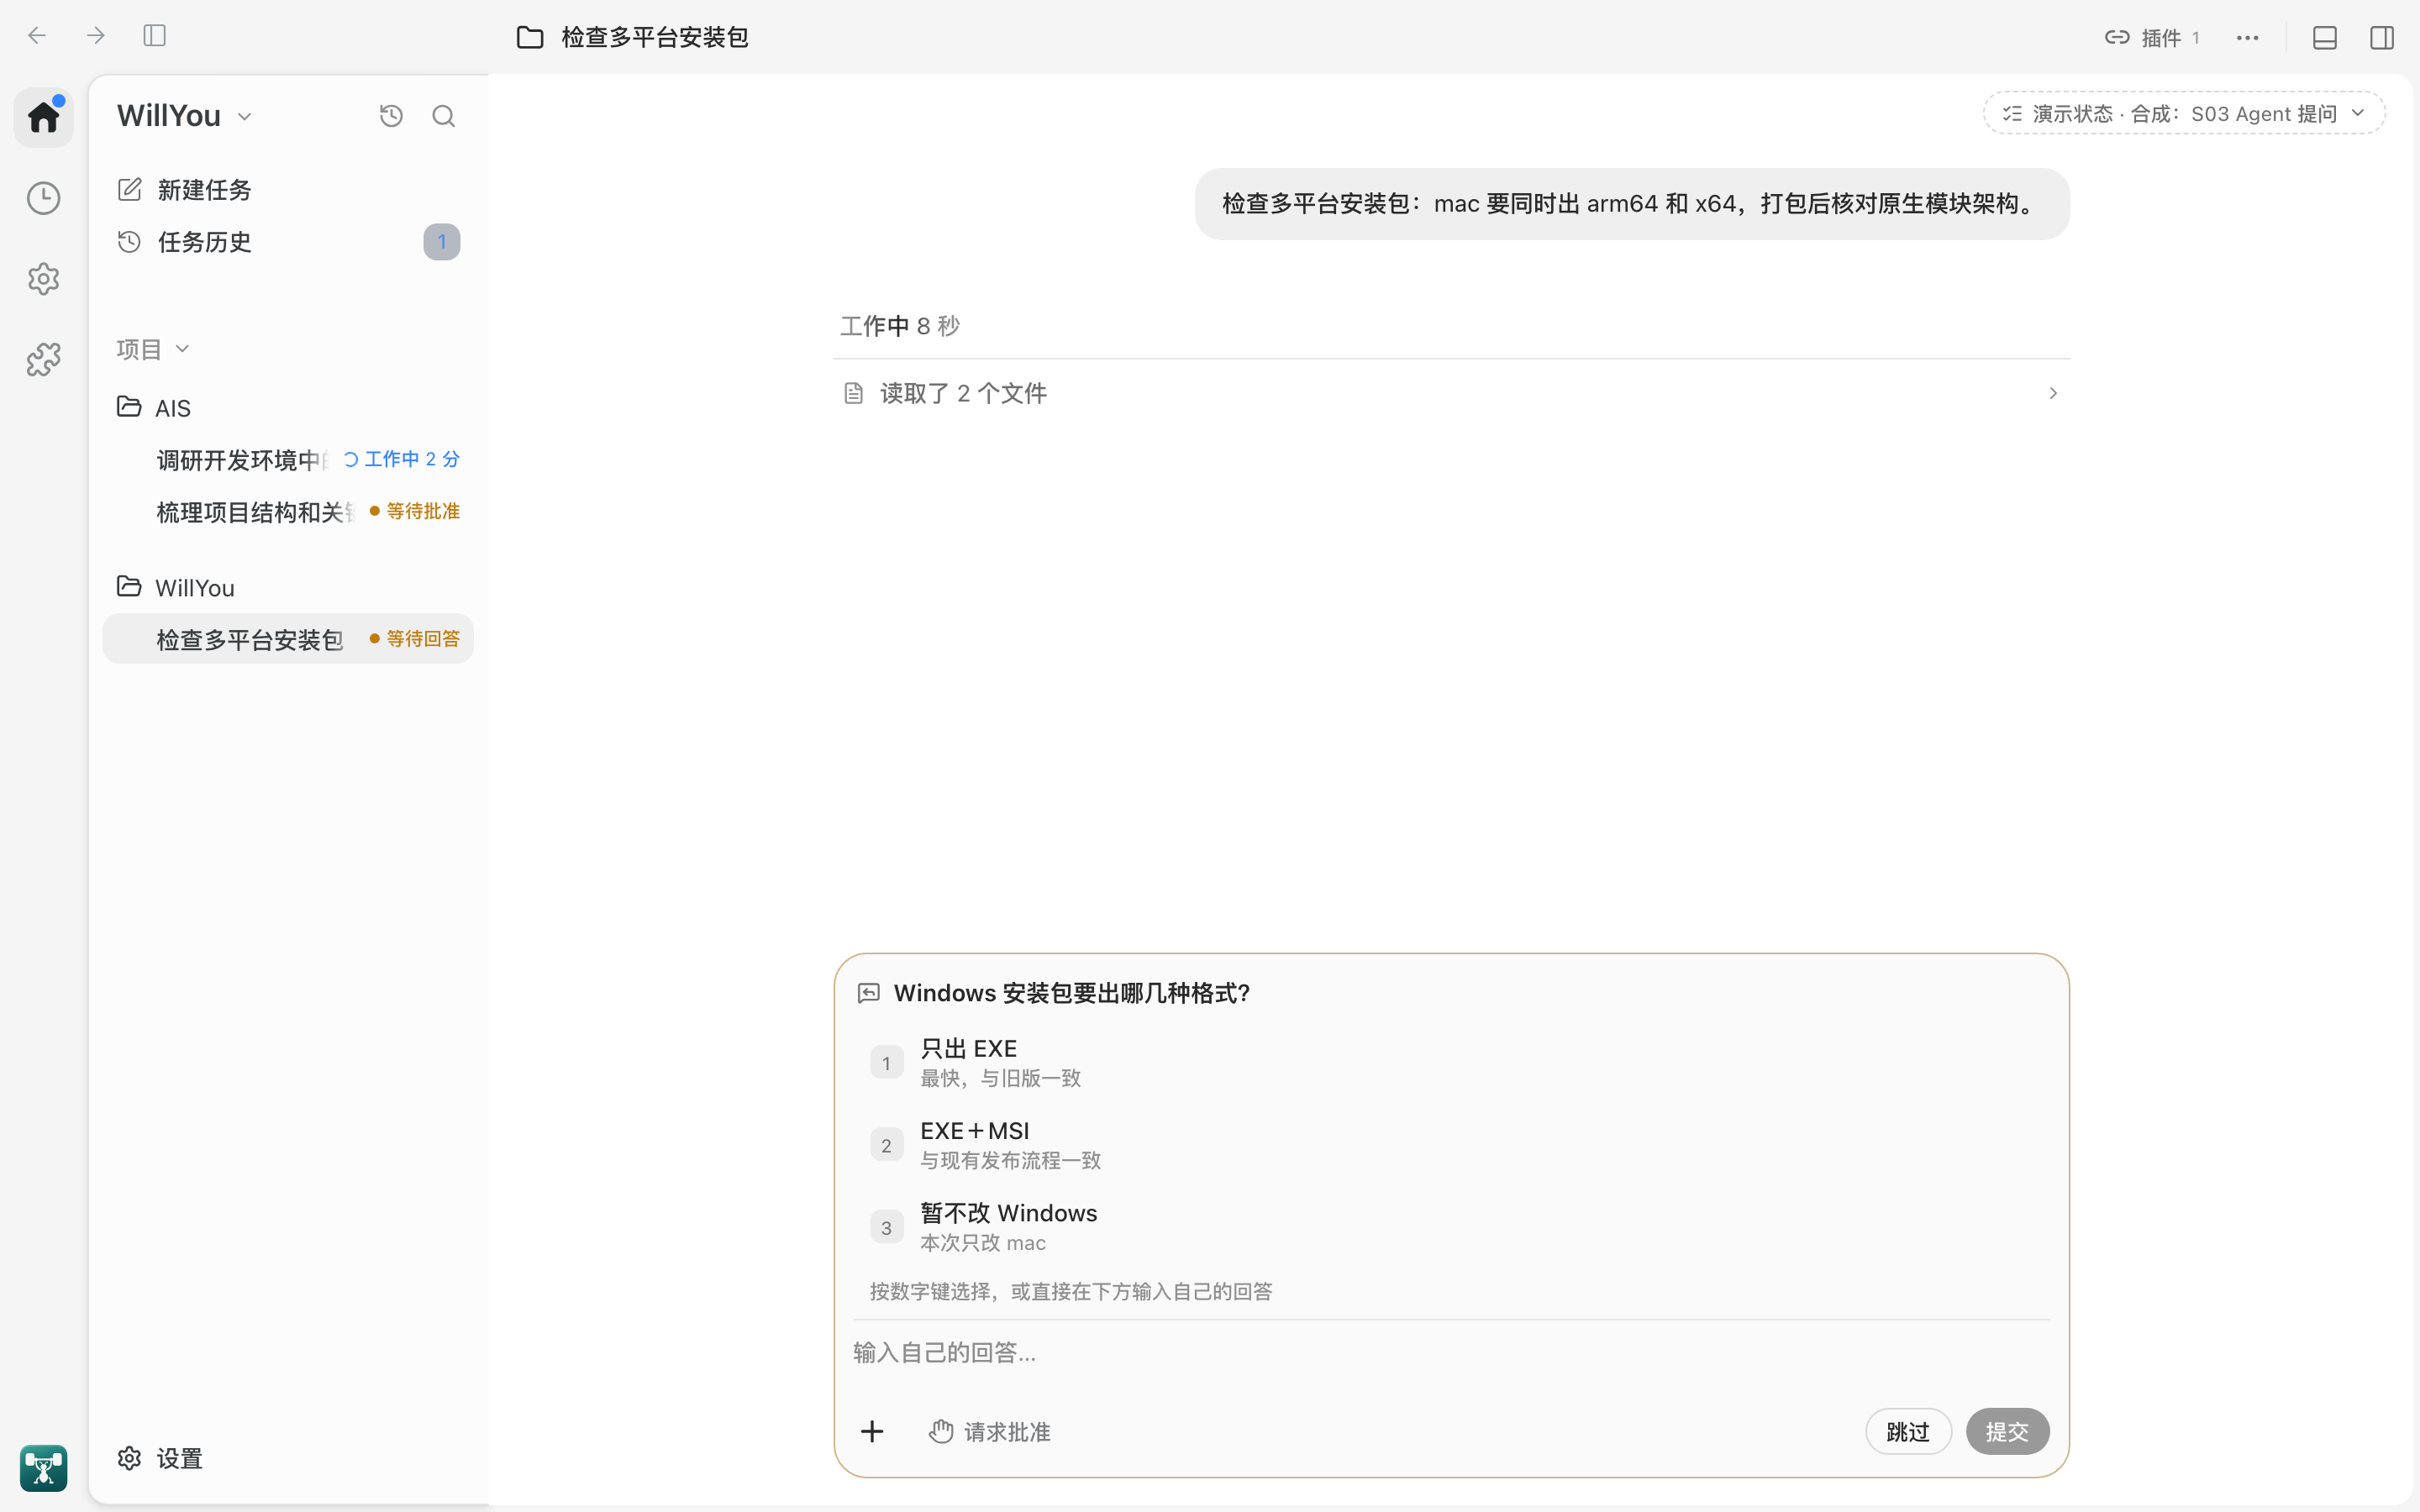 检查多平台安装包
插件 1
WillYou
演示状态 · 合成：S03 Agent 提问
新建任务
任务历史 1
项目
AIS
调研开发环境中 工作中 2 分
梳理项目结构和关 等待批准
WillYou
检查多平台安装包 等待回答
设置
检查多平台安装包：mac 要同时出 arm64 和 x64，打包后核对原生模块架构。
工作中 8 秒
读取了 2 个文件
Windows 安装包要出哪几种格式?
1 只出 EXE
最快，与旧版一致
2 EXE＋MSI
与现有发布流程一致
3 暂不改 Windows
本次只改 mac
按数字键选择，或直接在下方输入自己的回答
输入自己的回答...
请求批准
跳过
提交